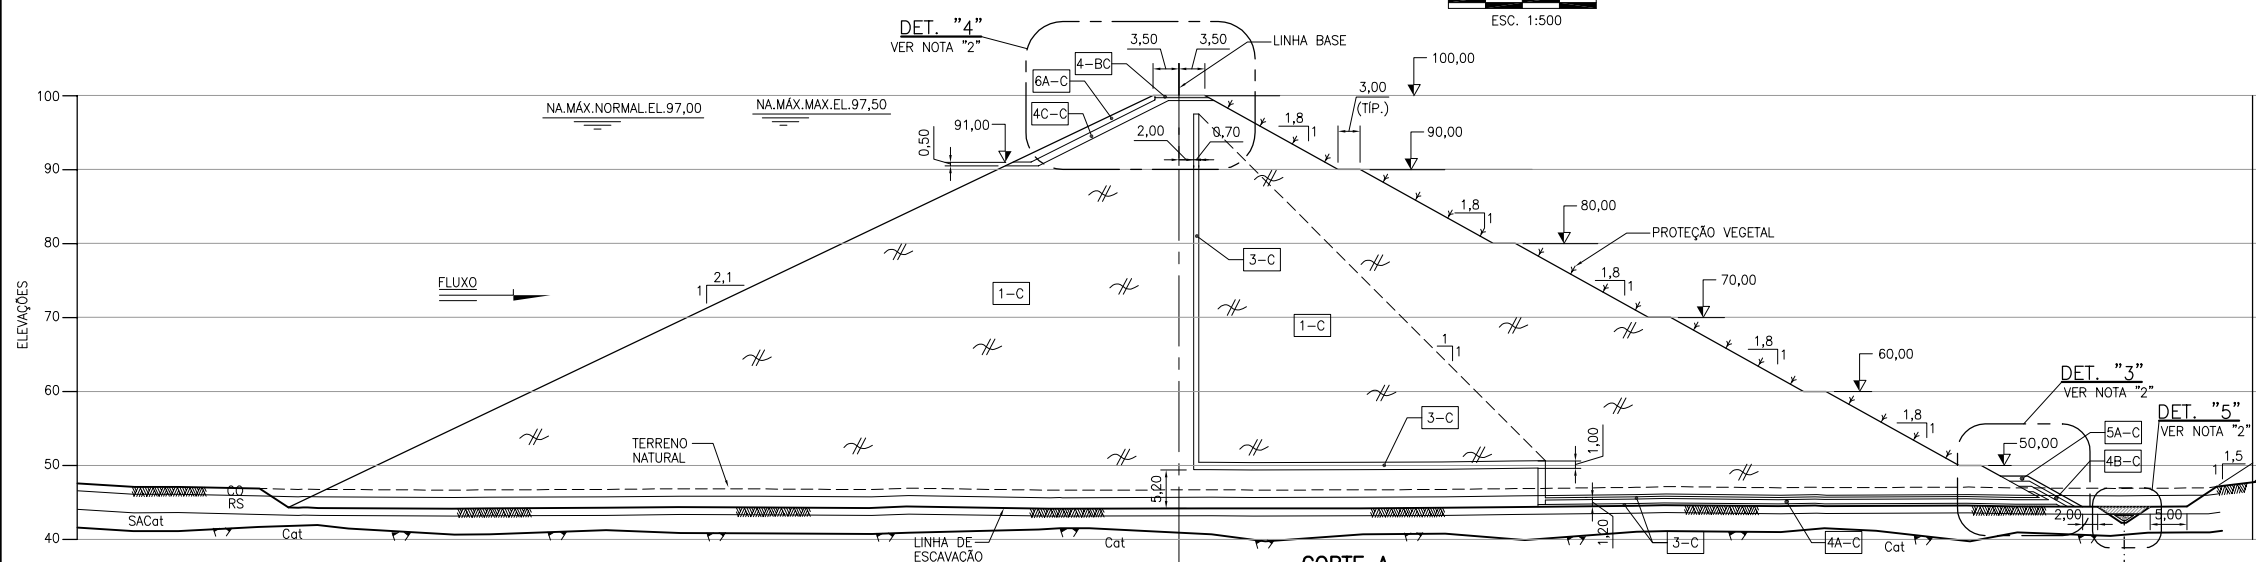 ESC. 1:500
DET. "4"
VER NOTA "2"
3,50
3,50
LINHA BASE
4-BC
6A-C
4C-C
100,00
3,00
(TÍP.)
100
NA.MÁX.NORMAL.EL.97,00
NA.MÁX.MAX.EL.97,50
91,00
0,50
2,00
0,70
1,8
1
90,00
90
1,8
1
80,00
80
3-C
PROTEÇÃO VEGETAL
FLUXO
2,1
1
1-C
1,8
1
70,00
ELEVAÇÕES
70
1-C
1
1
1,8
1
60,00
60
DET. "3"
VER NOTA "2"
DET. "5"
VER NOTA "2"
3-C
1,8
1
TERRENO
NATURAL
1,00
50,00
5A-C
4B-C
1,5
1
50
5,20
CO
RS
SACat
Cat
2,00
5,00
1,20
LINHA DE
ESCAVAÇÃO
Cat
3-C
4A-C
Cat
40
CORTE A